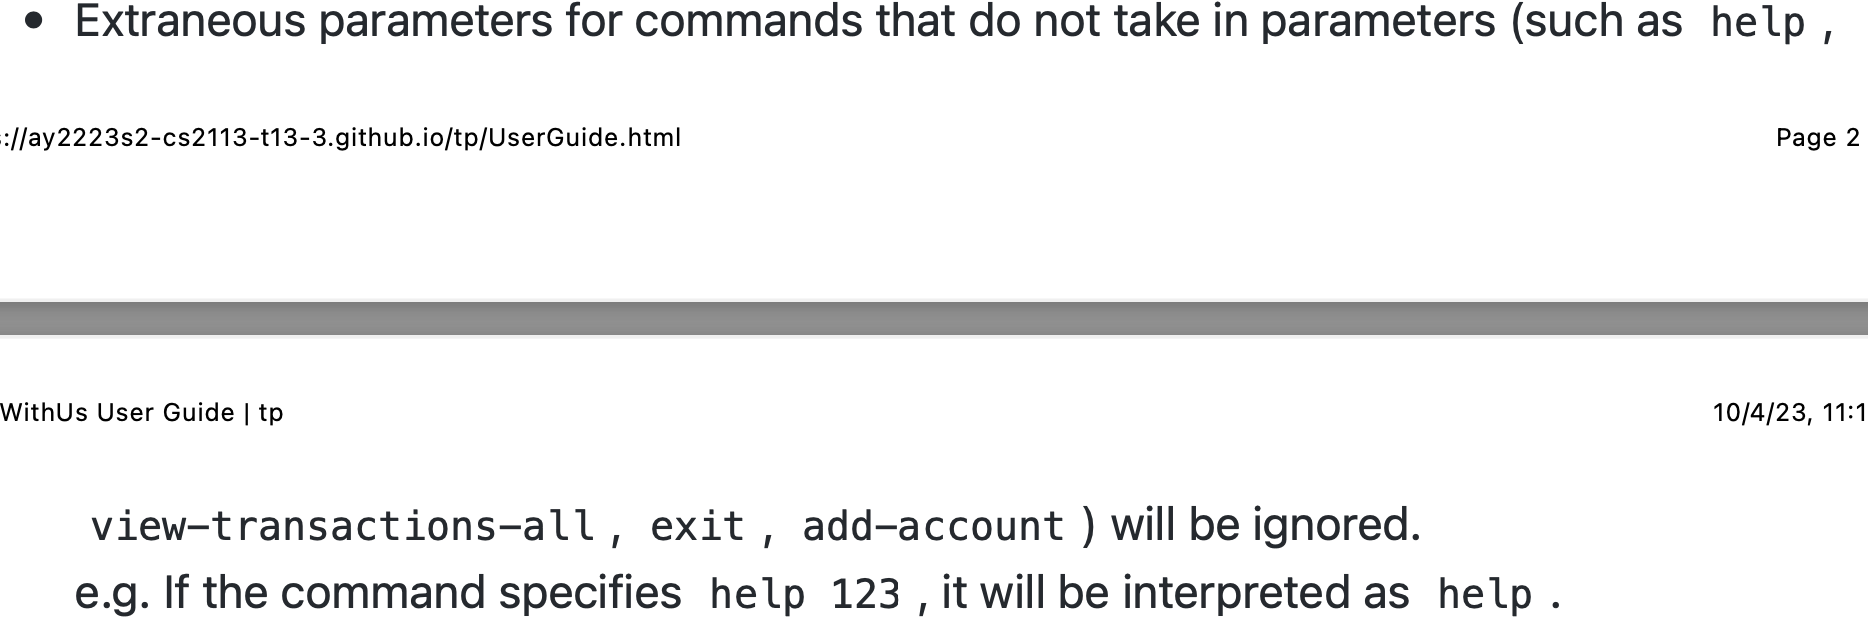 • Extraneous parameters for commands that do not take in parameters (such as help ,
://ay2223s2-cs2113-t13-3.github.io/tp/UserGuide.html
Page 2
WithUs User Guide | tp
10/4/23, 11:1
view-transactions-all , exit , add-account ) will be ignored.
e.g. If the command specifies help 123 , it will be interpreted as help .